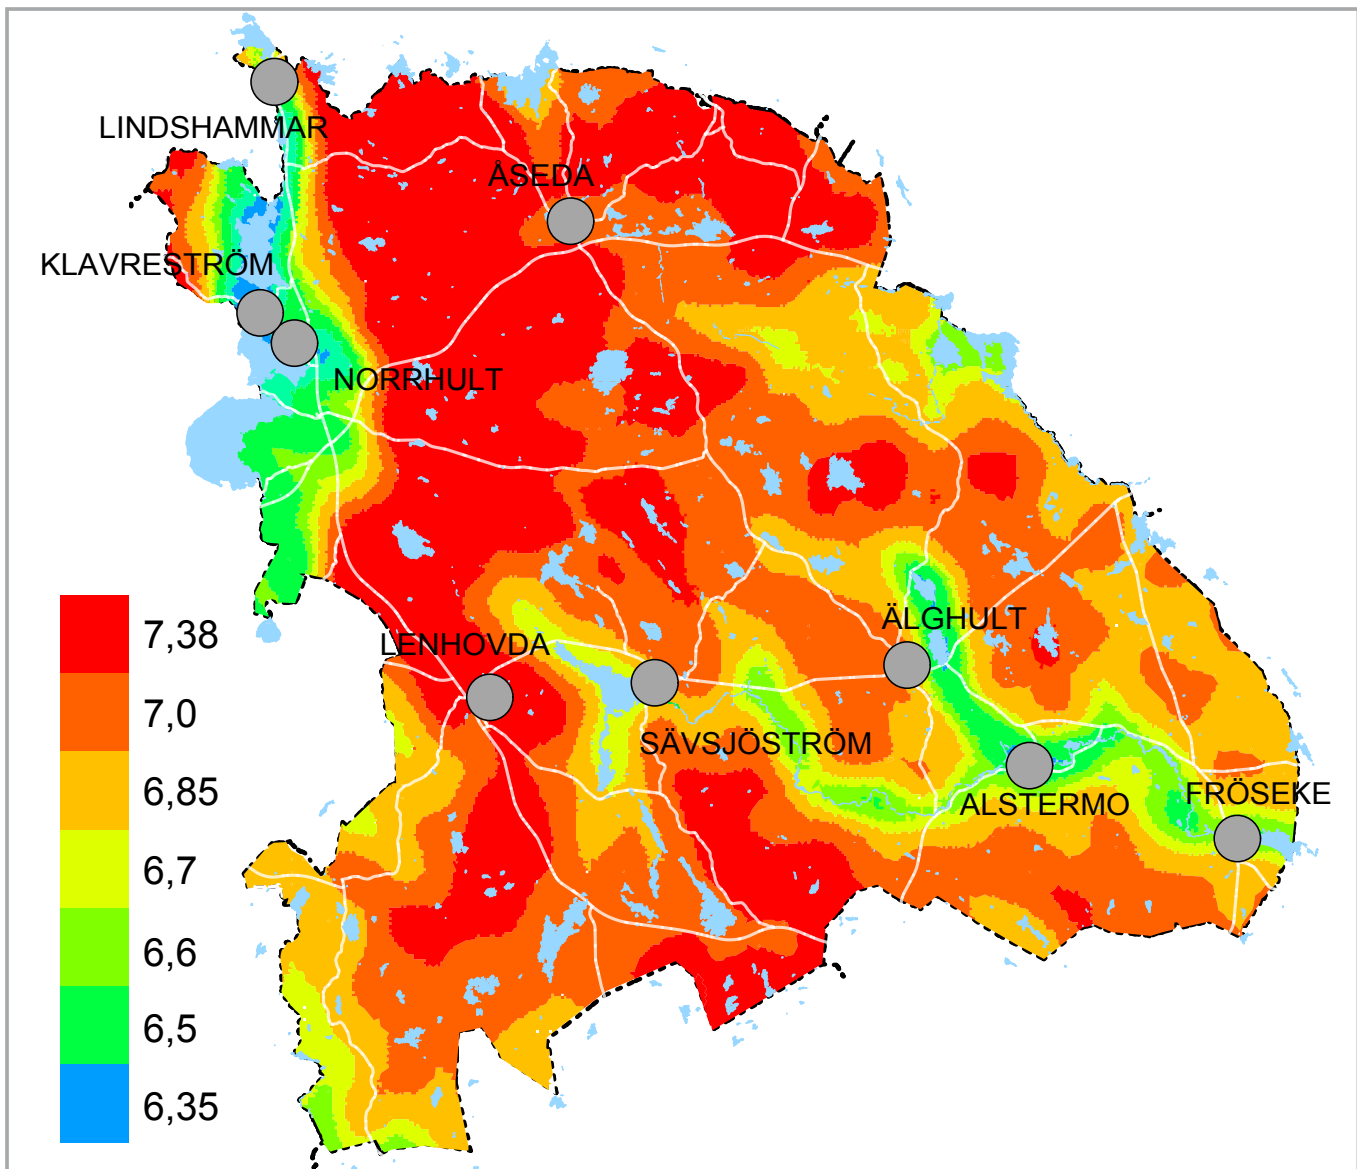 LINDSHAMMAR
ÅSEDA
KLAVRESTRÖM
NORRHULT
ÄLGHULT
LENHOVDA
SÄVSJÖSTRÖM
ALSTERMO
FRÖSEKE
7,38
7,0
6,85
6,7
6,6
6,5
6,35